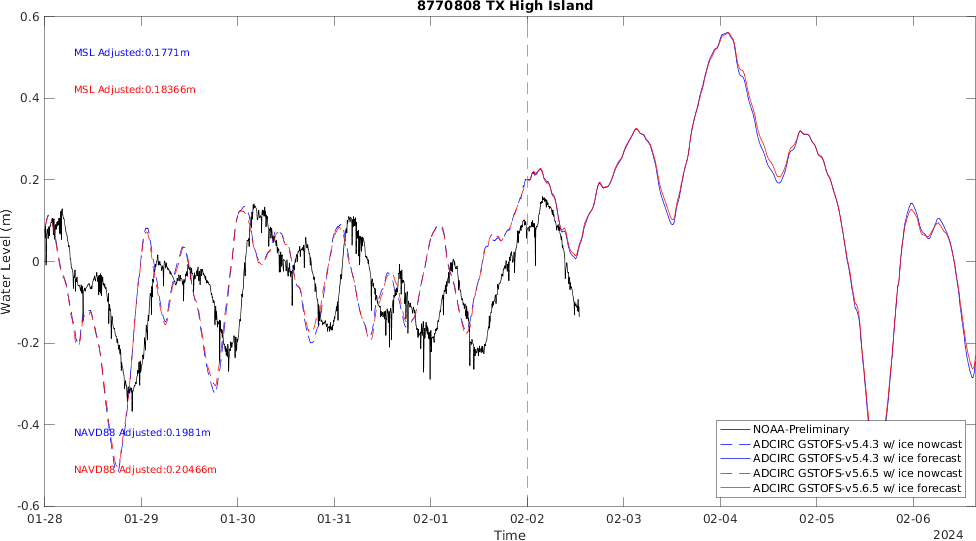 8770808 TX High Island
0.6
MSL Adjusted:0.1771m
MSL Adjusted:0.18366m
0.4
0.2
0
-0.2
-0.4
-0.6
Water Level (m)
NAVD88 Adjusted:0.1981m
NAVD88 Adjusted:0.20466m
NOAA-Preliminary
ADCIRC GSTOFS-v5.4.3 w/ ice nowcast
ADCIRC GSTOFS-v5.4.3 w/ ice forecast
ADCIRC GSTOFS-v5.6.5 w/ ice nowcast
ADCIRC GSTOFS-v5.6.5 w/ ice forecast
01-28 01-29 01-30 01-31 02-01 02-02 02-03 02-04 02-05 02-06
Time
2024